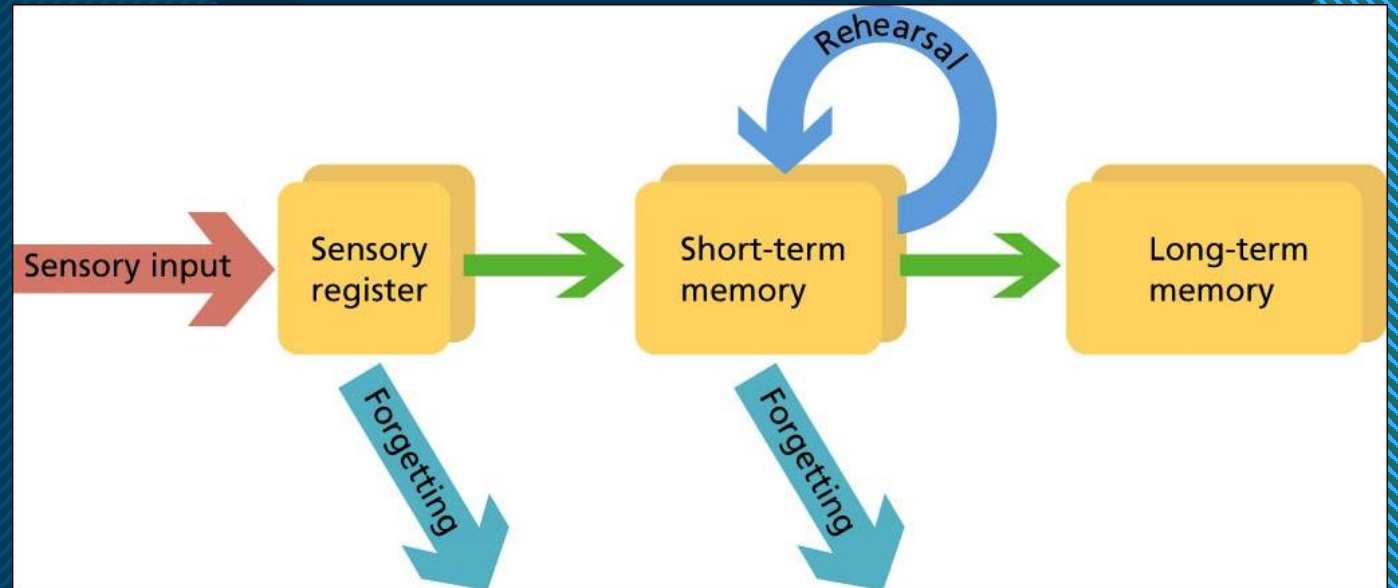 Rehearsal
Sensory input
Sensory
register
Short-term
memory
Long-term
memory
Forgetting
Forgetting